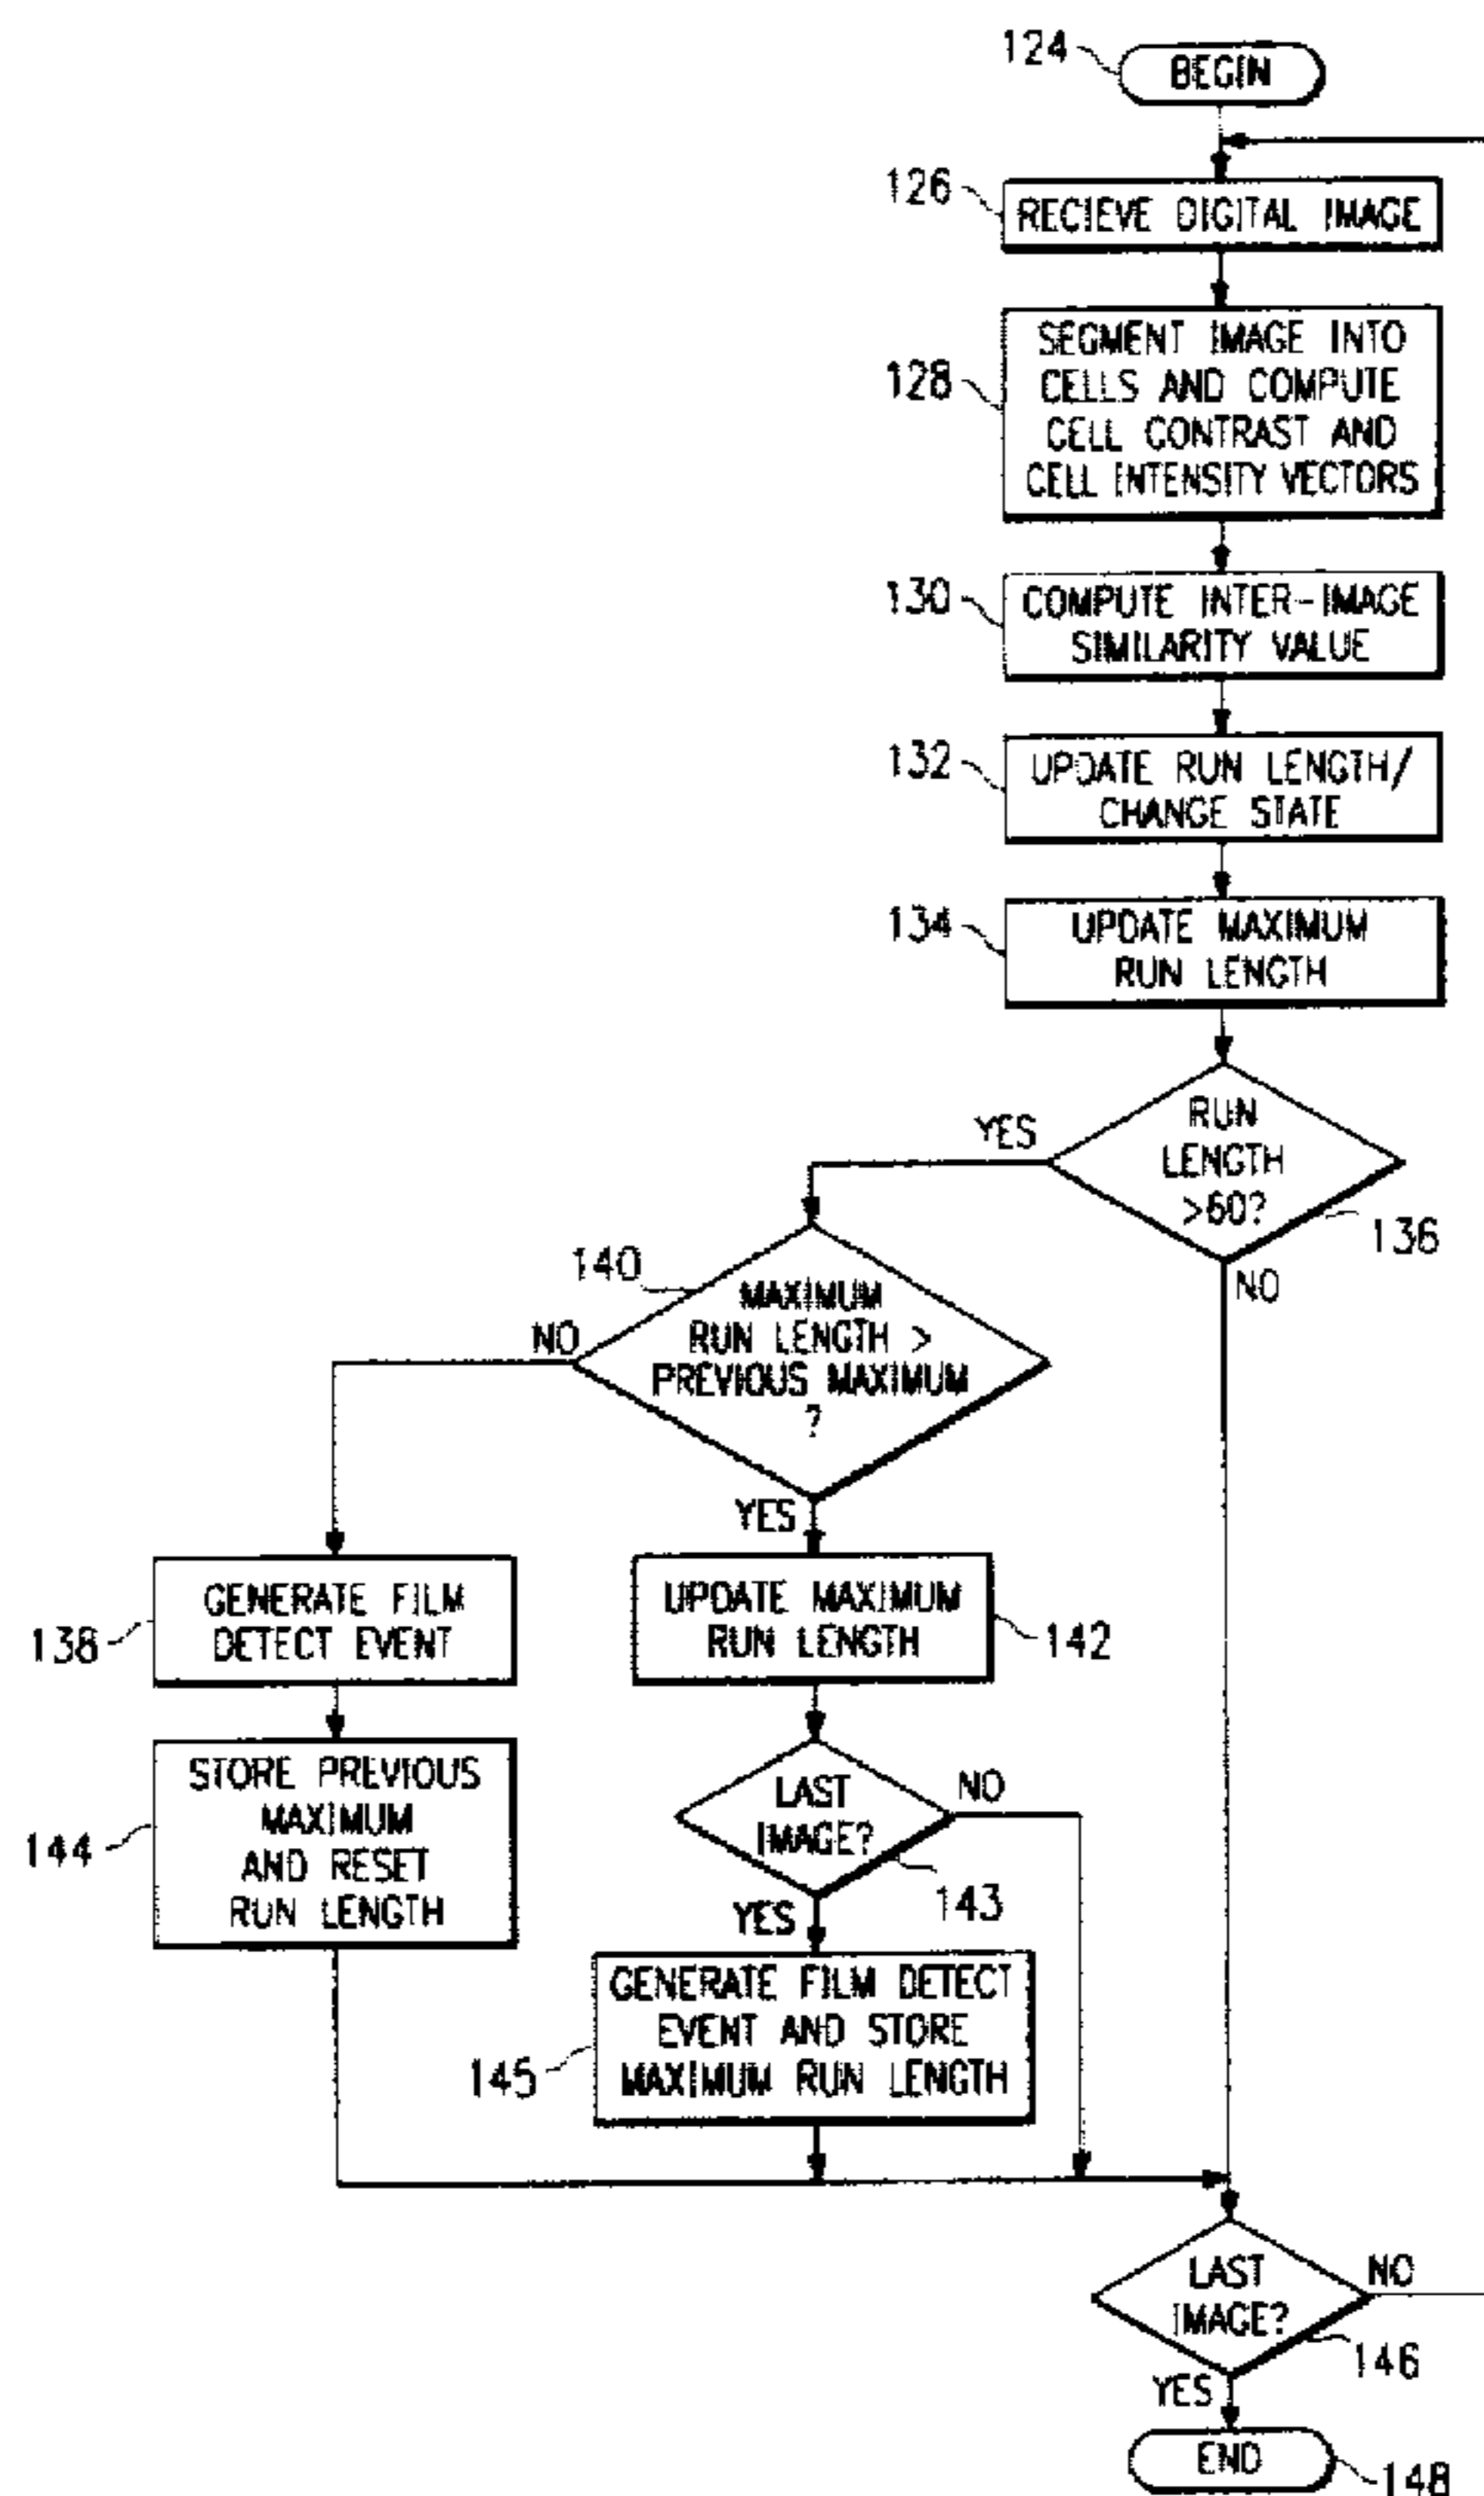 124
BEGIN
126
RECIEVE DIGITAL IMAGE
128
SEGMENT IMAGE INTO
CELLS AND COMPUTE
CELL CONTRAST AND
CELL INTENSITY VECTORS
130
COMPUTE INTER-IMAGE
SIMILARITY VALUE
132
UPDATE RUN LENGTH/
CHANGE STATE
134
UPDATE MAXIMUM
RUN LENGTH
YES
RUN
LENGTH
>60?
136
NO
140
MAXIMUM
RUN LENGTH >
PREVIOUS MAXIMUM
?
NO
YES
GENERATE FILM
DETECT EVENT
138
UPDATE MAXIMUM
RUN LENGTH
142
STORE PREVIOUS
MAXIMUM
AND RESET
RUN LENGTH
144
LAST
IMAGE?
NO
143
YES
GENERATE FILM DETECT
EVENT AND STORE
MAXIMUM RUN LENGTH
145
LAST
IMAGE?
NO
146
YES
END
148